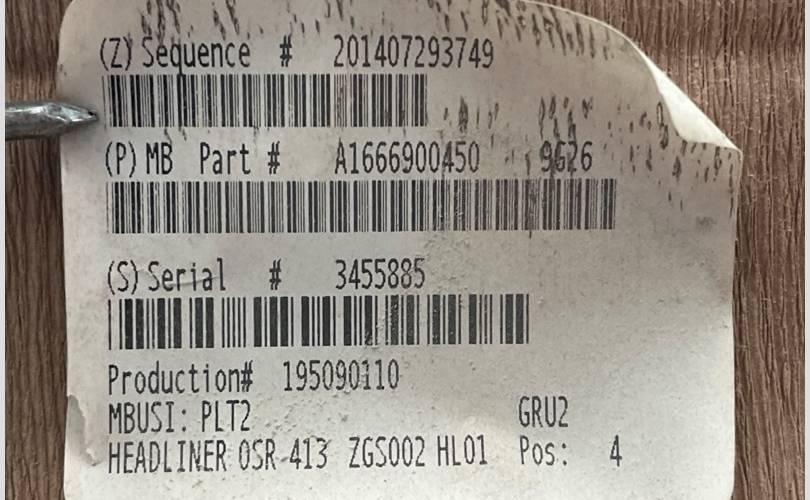 (Z) Sequence # 201407293749
(P) MB Part # A1666900450 9G26
(S) Serial # 3455885
Production# 195090110
MBUSI: PLT2 GRU2
HEADLINER OSR 413 ZGS002 HL01 Pos: 4